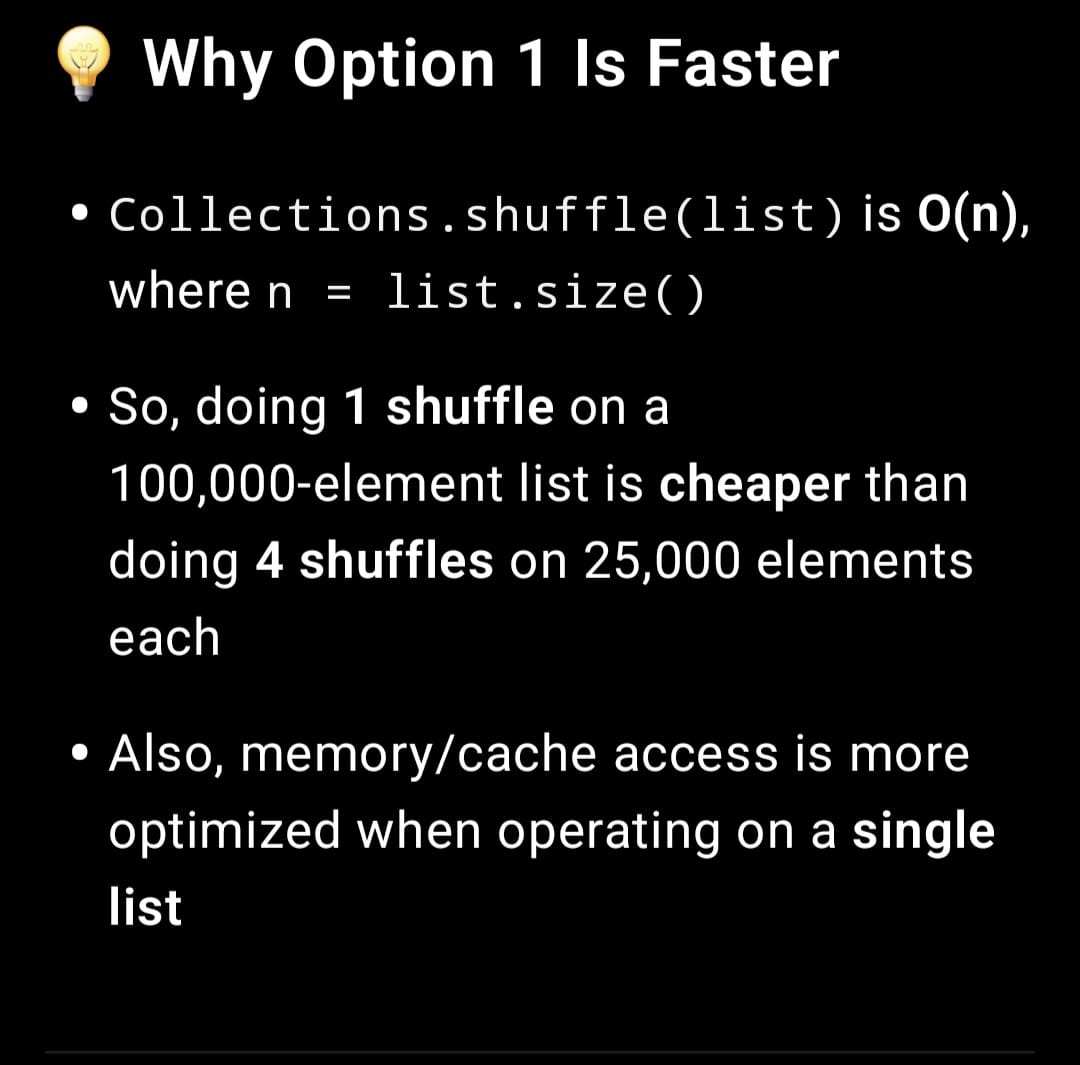 💡 Why Option 1 Is Faster
• Collections.shuffle(list) is O(n),
where n = list.size()
• So, doing 1 shuffle on a
100,000-element list is cheaper than
doing 4 shuffles on 25,000 elements
each
• Also, memory/cache access is more
optimized when operating on a single
list